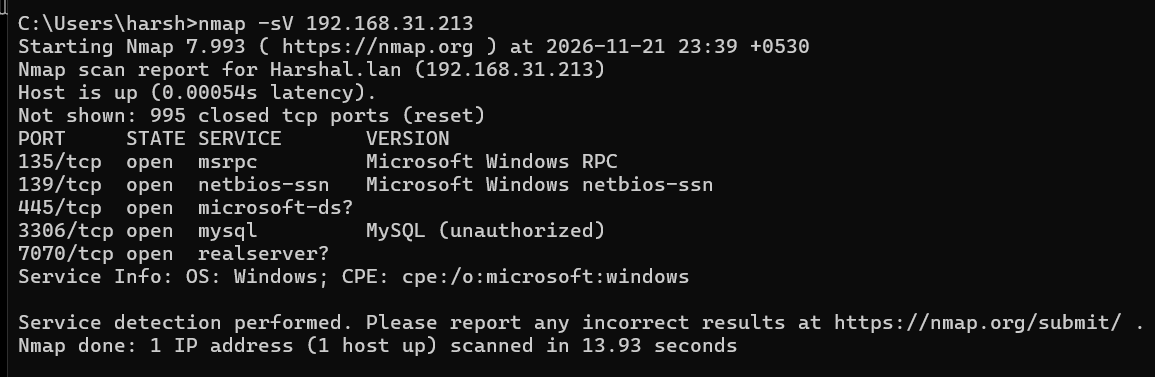 C:\Users\harsh>nmap -sV 192.168.31.213
Starting Nmap 7.993 ( https://nmap.org ) at 2026-11-21 23:39 +0530
Nmap scan report for Harshal.lan (192.168.31.213)
Host is up (0.00054s latency).
Not shown: 995 closed tcp ports (reset)
PORT     STATE SERVICE       VERSION
135/tcp  open  msrpc         Microsoft Windows RPC
139/tcp  open  netbios-ssn   Microsoft Windows netbios-ssn
445/tcp  open  microsoft-ds?
3306/tcp open  mysql         MySQL (unauthorized)
7070/tcp open  realserver?
Service Info: OS: Windows; CPE: cpe:/o:microsoft:windows

Service detection performed. Please report any incorrect results at https://nmap.org/submit/ .
Nmap done: 1 IP address (1 host up) scanned in 13.93 seconds